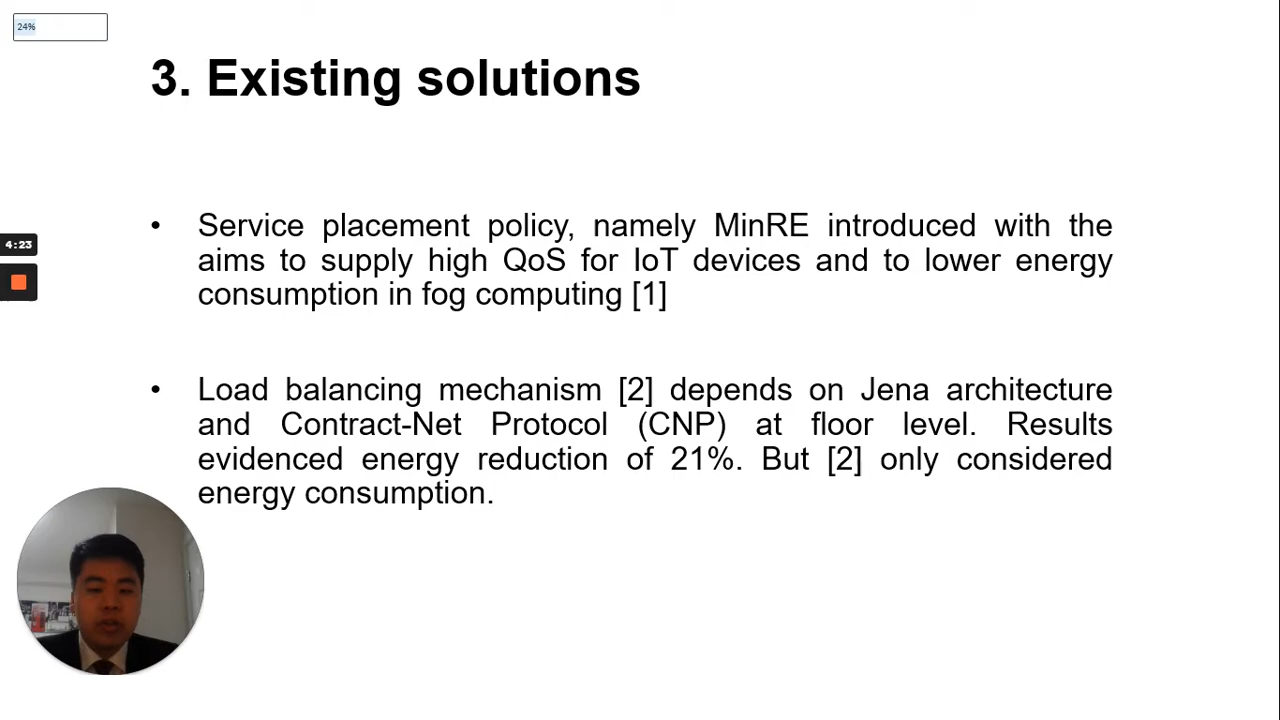 24%
3. Existing solutions
• Service placement policy, namely MinRE introduced with the
aims to supply high QoS for IoT devices and to lower energy
consumption in fog computing [1]
4:23
• Load balancing mechanism [2] depends on Jena architecture
and Contract-Net Protocol (CNP) at floor level. Results
evidenced energy reduction of 21%. But [2] only considered
energy consumption.